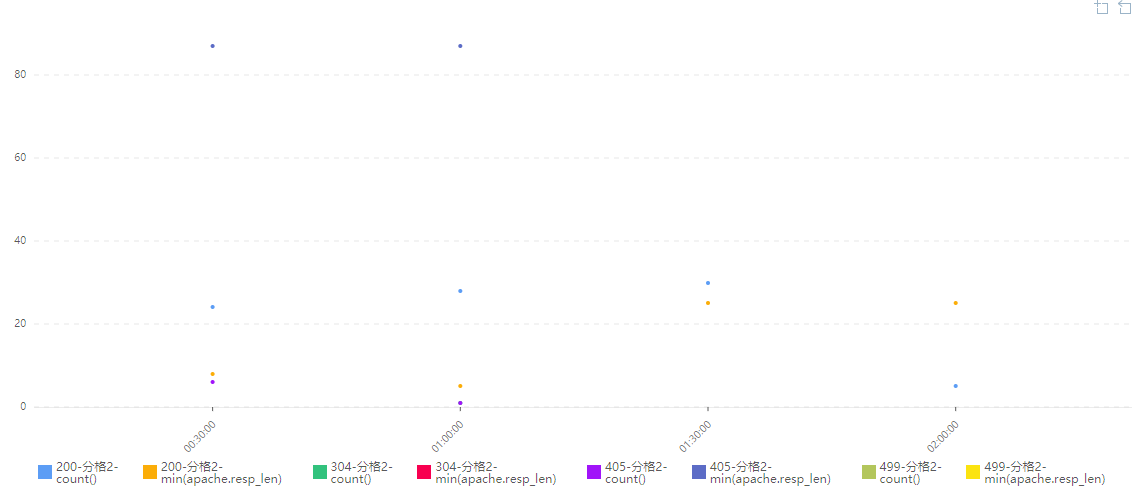 80
60
40
20
0
00:30:00
01:00:00
01:30:00
02:00:00
200-分格2-
count()
200-分格2-
min(apache.resp_len)
304-分格2-
count()
304-分格2-
min(apache.resp_len)
405-分格2-
count()
405-分格2-
min(apache.resp_len)
499-分格2-
count()
499-分格2-
min(apache.resp_len)